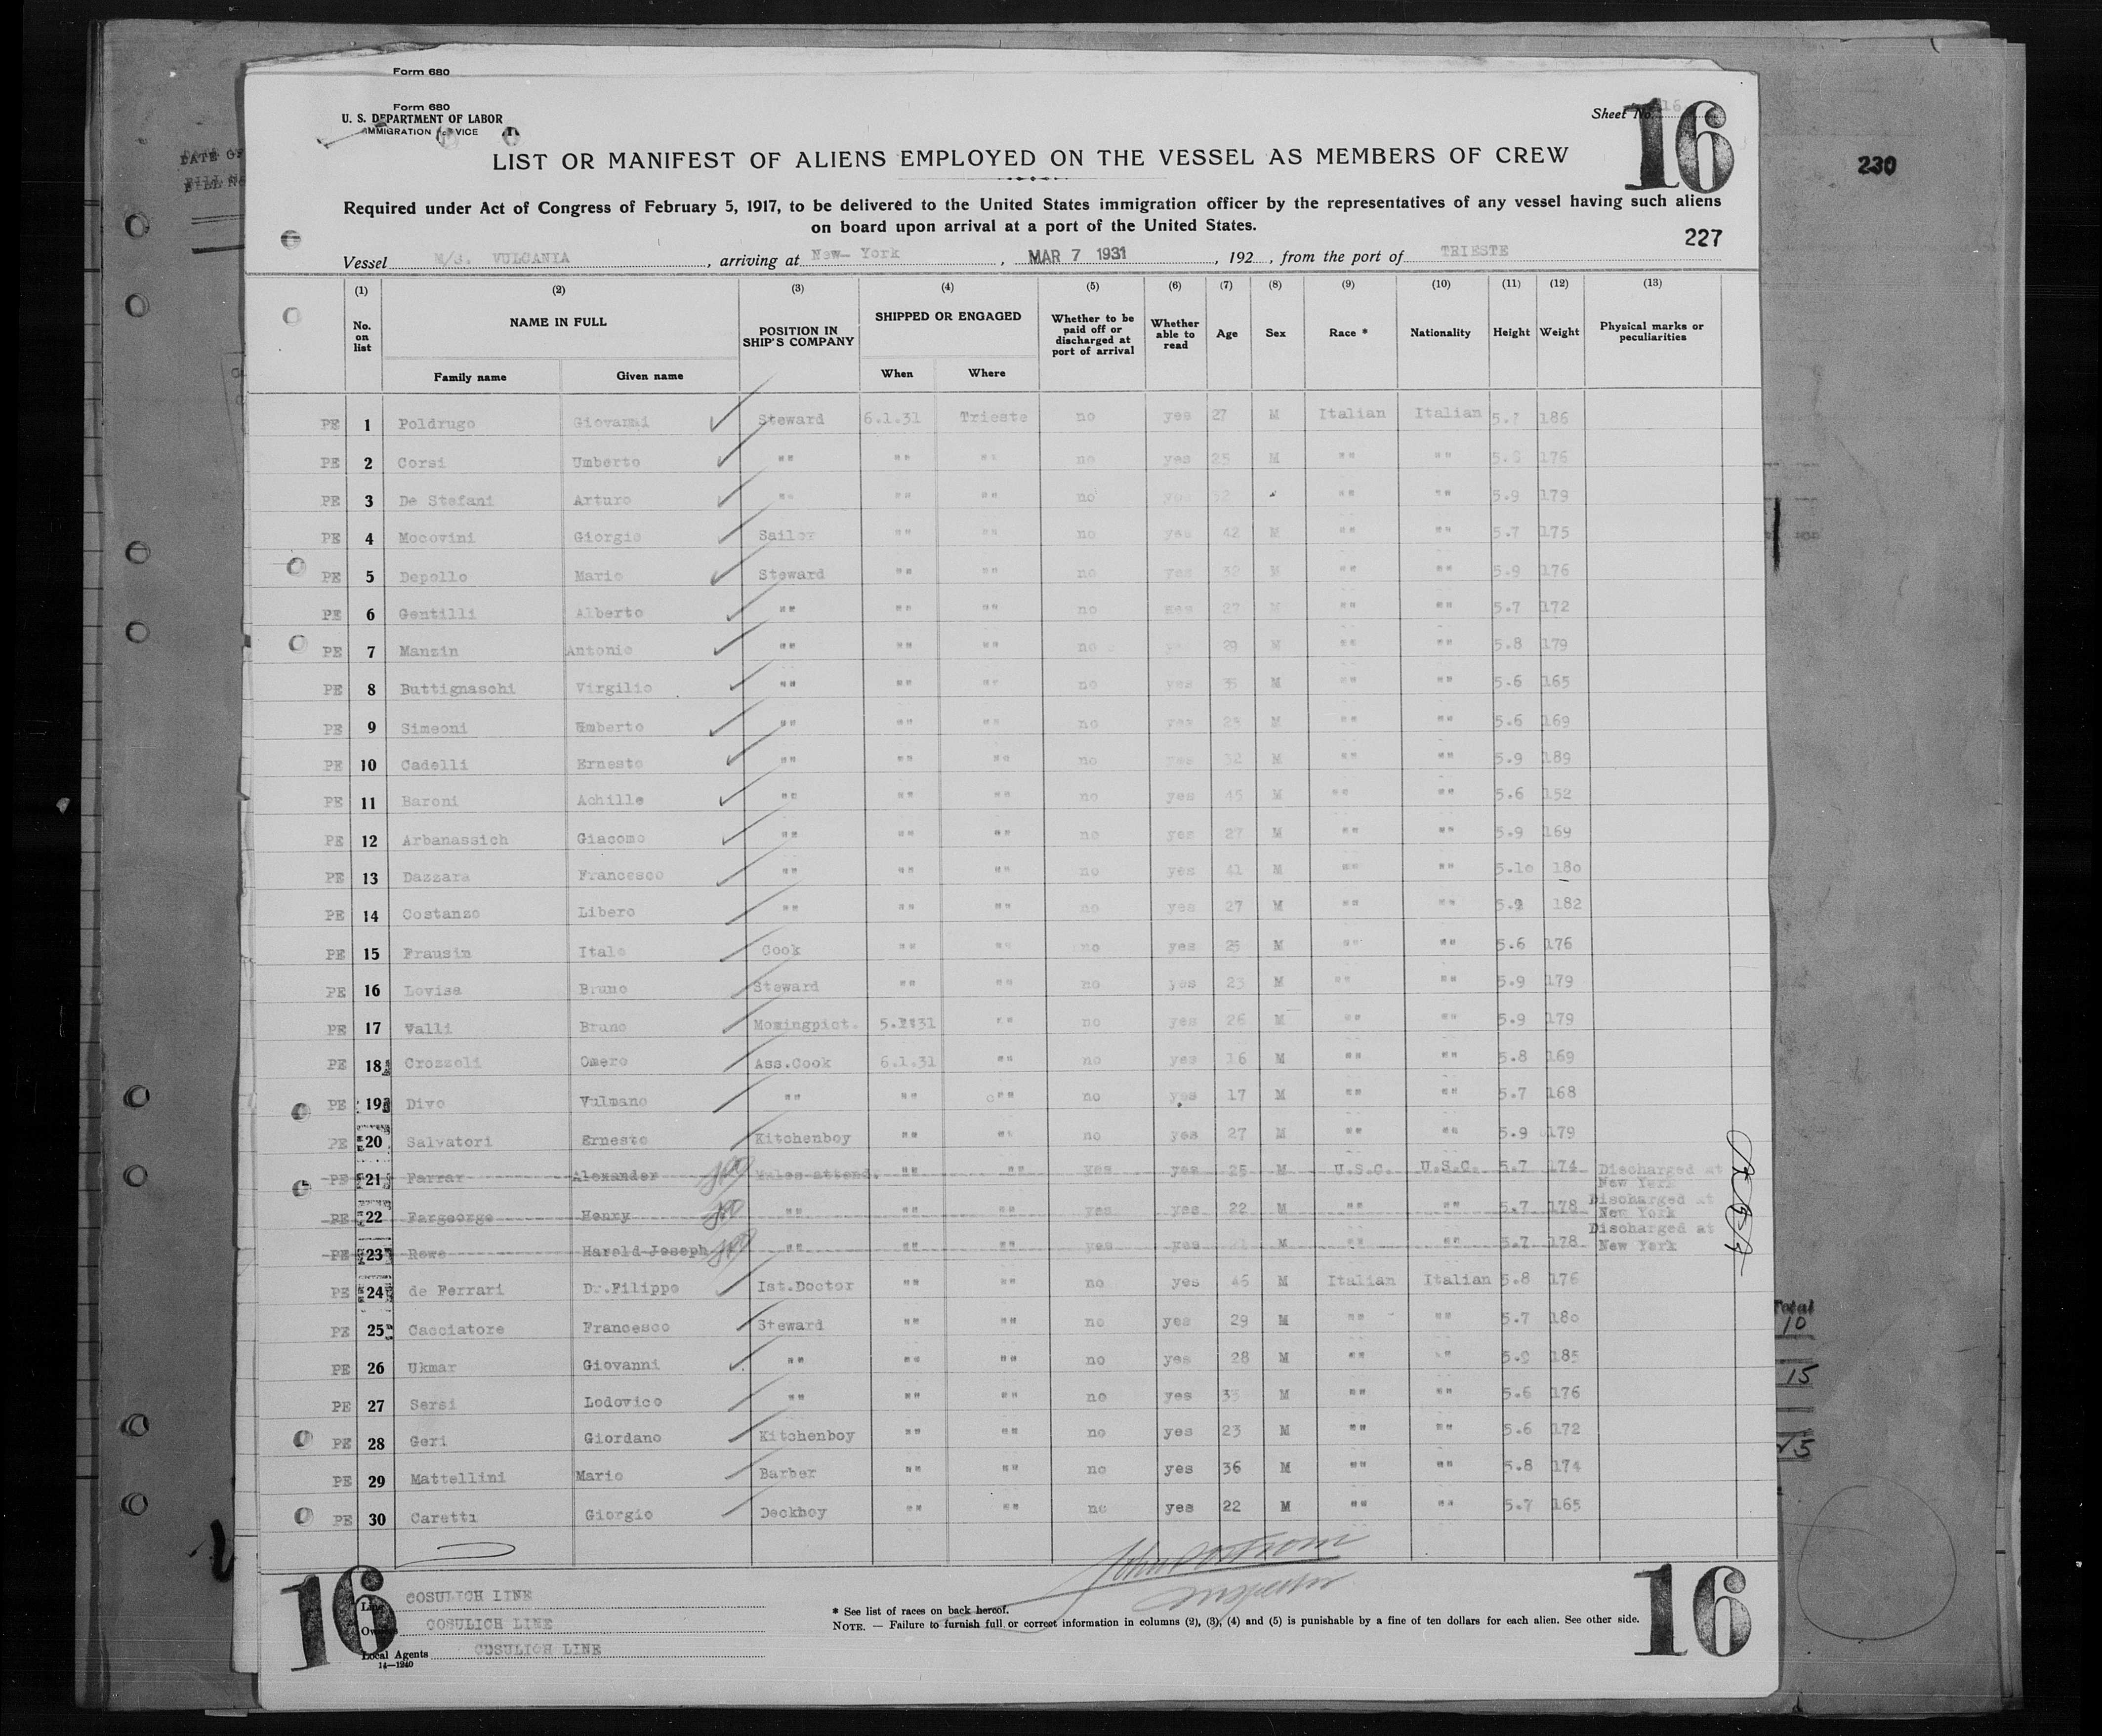 Form 680
Form 680
U. S. DEPARTMENT OF LABOR
IMMIGRATION
Sheet No. 16
16
230
DATE OF
LIST OR MANIFEST OF ALIENS EMPLOYED ON THE VESSEL AS MEMBERS OF CREW
Required under Act of Congress of February 5, 1917, to be delivered to the United States immigration officer by the representatives of any vessel having such aliens
on board upon arrival at a port of the United States.
227
Vessel M/S. VULCANIA, arriving at New-York, MAR 7 1931, 192, from the port of TRIESTE
(1) (2) (3) (4) (5) (6) (7) (8) (9) (10) (11) (12) (13)
No. on list NAME IN FULL Family name Given name POSITION IN SHIP'S COMPANY SHIPPED OR ENGAGED When Where Whether to be paid off or discharged at port of arrival Whether able to read Age Sex Race * Nationality Height Weight Physical marks or peculiarities
PE 1 Poldrugo Giovanni Steward 6.1.31 Trieste no yes 27 M Italian Italian 5.7 186
PE 2 Corsi Umberto "" "" "" no yes 25 M "" "" 176
PE 3 De Stefani Arturo "" "" "" no yes "" "" 5.9 179
PE 4 Mocovini Giorgio Sailor "" "" no yes 42 M "" "" 5.7 175
PE 5 Depollo Mario Steward "" "" no yes 32 M "" "" 5.9 176
PE 6 Gentilli Alberto "" "" "" no yes 27 M "" "" 5.7 172
PE 7 Manzin Antonio "" "" "" no yes 29 M "" "" 5.8 179
PE 8 Buttignaschi Virgilio "" "" "" no yes 35 M "" "" 5.6 165
PE 9 Simeoni Umberto "" "" "" no yes M "" "" 5.6 169
PE 10 Cadelli Ernesto "" "" "" no yes 32 M "" "" 5.9 189
PE 11 Baroni Achille "" "" "" no yes 45 M "" "" 5.6 152
PE 12 Arbanassich Giacomo "" "" "" no yes 27 M "" "" 5.9 169
PE 13 Dazzara Francesco "" "" "" no yes 41 M "" "" 5.10 180
PE 14 Costanzo Libero "" "" "" no yes 27 M "" "" 182
PE 15 Frausin Italo Cook "" "" no yes 25 M "" "" 5.6 176
PE 16 Lovisa Bruno Steward "" "" no yes 23 M "" "" 5.9 179
PE 17 Valli Bruno Momingpict. "" no yes 26 M "" "" 5.9 179
PE 18 Crozzoli Omero Ass.Cook 6.1.31 "" no yes 16 M "" "" 5.8 169
PE 19 Divo Vulmano "" "" "" no yes 17 M "" "" 5.7 168
PE 20 Salvatori Ernesto Kitchenboy "" "" no yes 27 M "" "" 5.9 179
PE 21 Farrar Alexander Males attend. "" "" yes yes 25 M U.S.C. U.S.C. 5.7 174 Discharged at New York
PE 22 Fargeorge Henry "" "" "" yes yes 22 M "" "" 5.7 178 Discharged at New York
PE 23 Rowe Harold Joseph "" "" "" yes yes M "" "" 5.7 178 Discharged at New York
PE 24 de Ferrari Dr.Filippo Ist.Doctor "" "" no yes 46 M Italian Italian 5.8 176
PE 25 Cacciatore Francesco Steward "" "" no yes 29 M "" "" 5.7 180
PE 26 Ukmar Giovanni "" "" "" no yes 28 M "" "" 5.9 185
PE 27 Sersi Lodovico "" "" "" no yes 33 M "" "" 5.6 176
PE 28 Geri Giordano Kitchenboy "" "" no yes 23 M "" "" 5.6 172
PE 29 Mattellini Mario Barber "" "" no yes 36 M "" "" 5.8 174
PE 30 Caretti Giorgio Deckboy "" "" no yes 22 M "" "" 5.7 165
Total
10
15
16
Line COSULICH LINE
Owners COSULICH LINE
Local Agents COSULICH LINE
14—1240
* See list of races on back hereof.
NOTE. — Failure to furnish full or correct information in columns (2), (3), (4) and (5) is punishable by a fine of ten dollars for each alien. See other side.
16